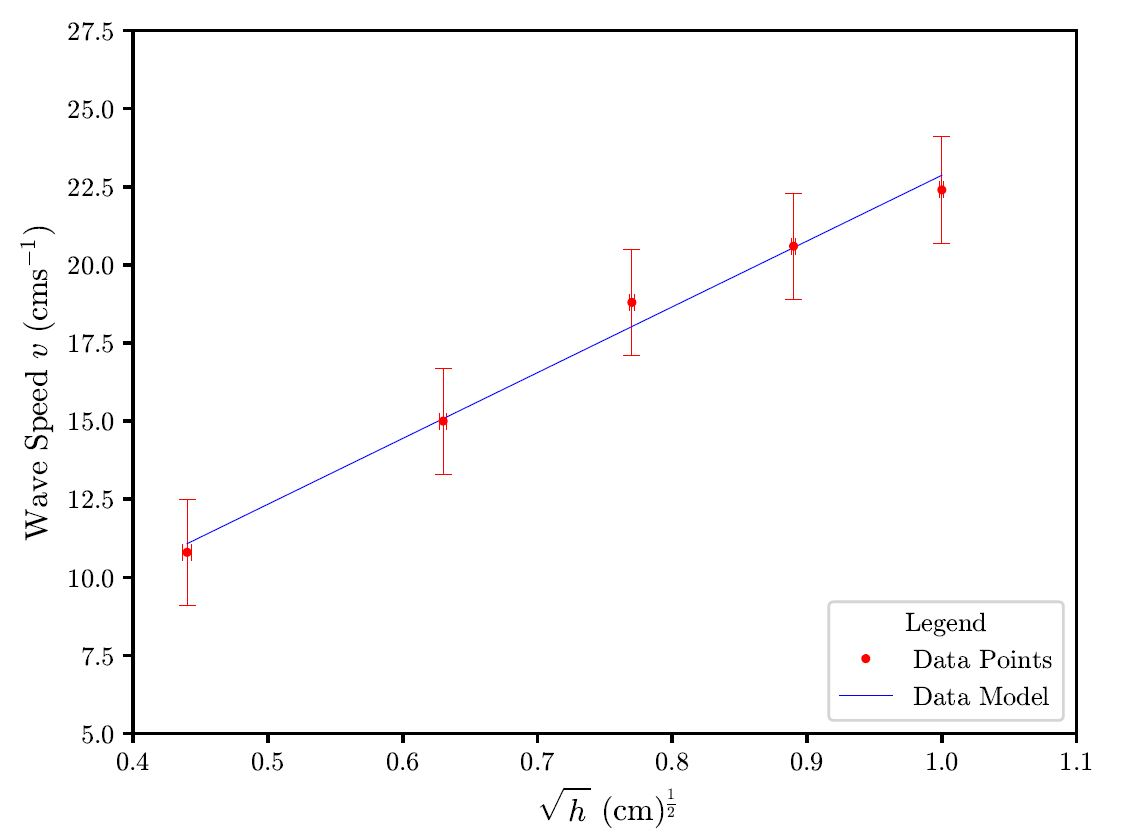 27.5
25.0
22.5
20.0
17.5
15.0
12.5
10.0
7.5
5.0
Wave Speed v (cms⁻¹)
Legend
Data Points
Data Model
0.4 0.5 0.6 0.7 0.8 0.9 1.0 1.1
√h (cm)^½